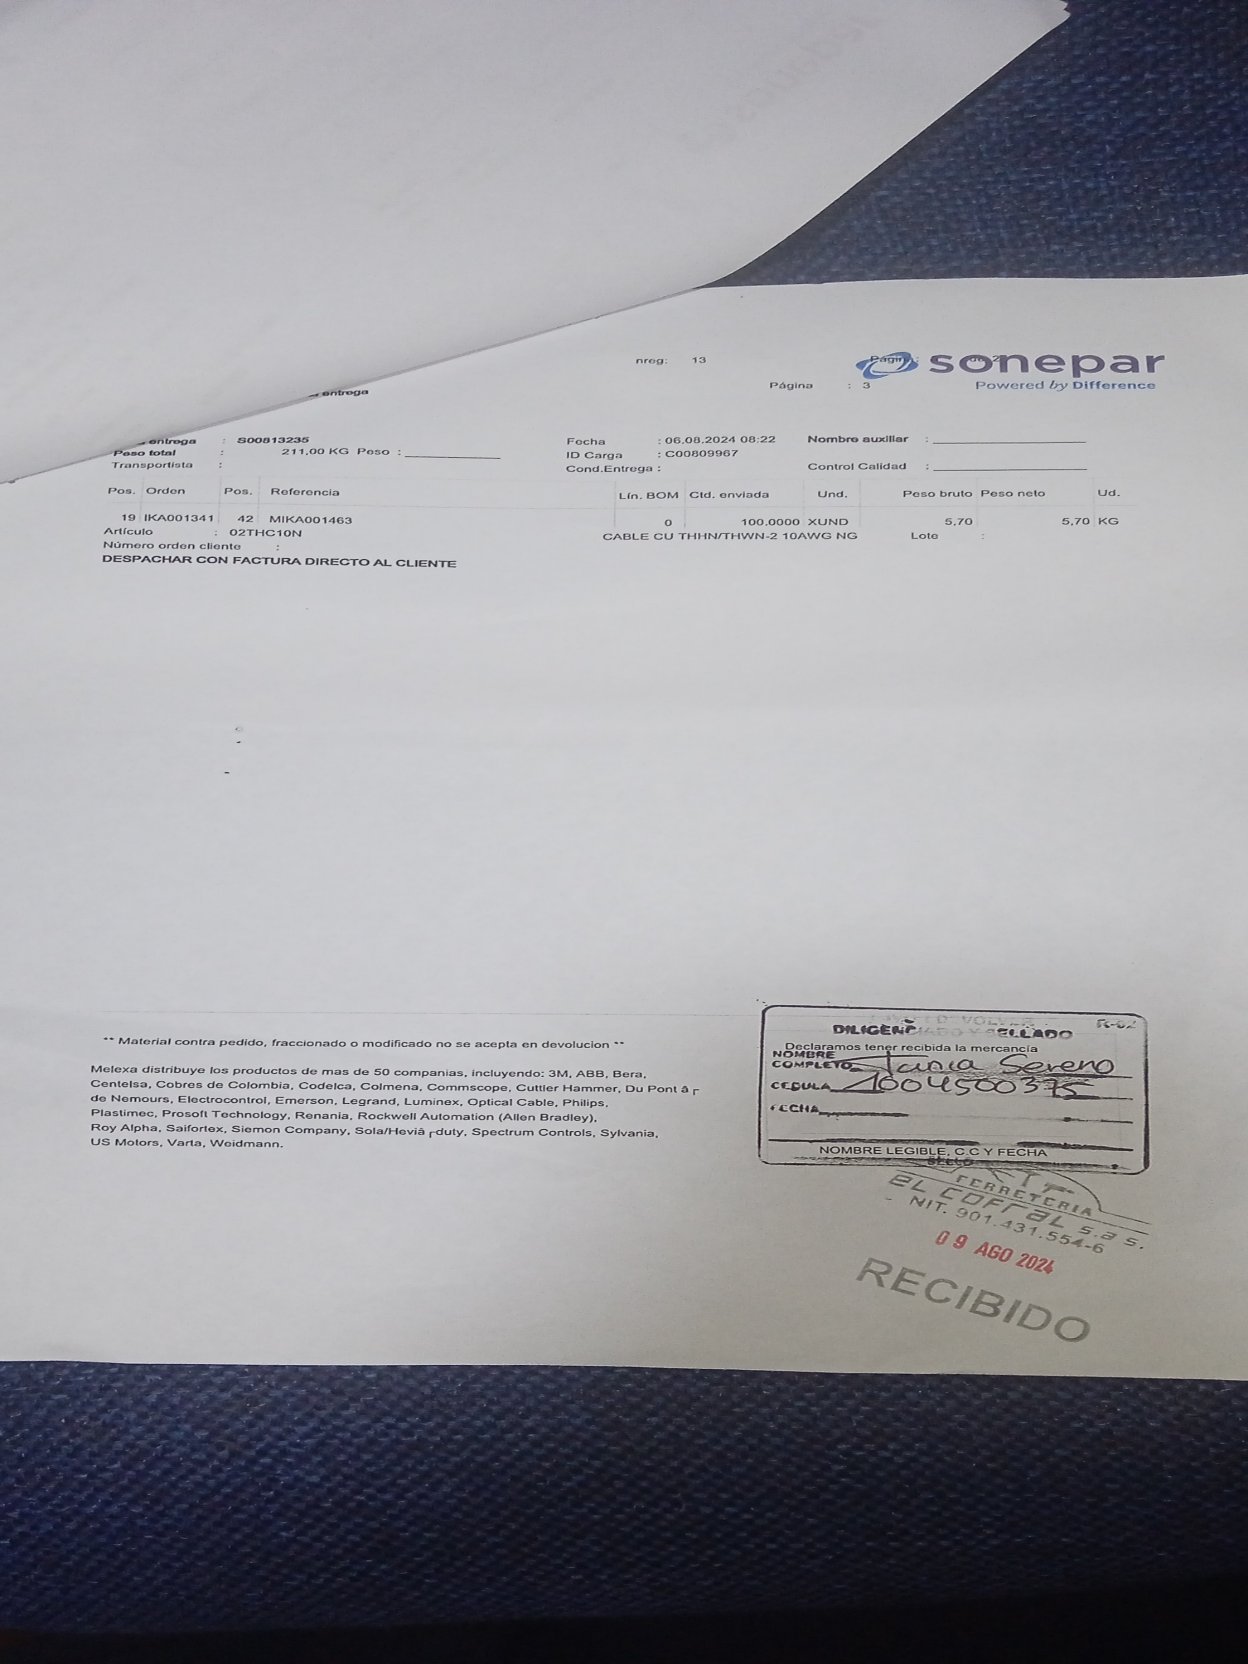 nreg: 13
sonepar
Powered by Difference
Página : 3
entrega
entrega : S00813235
Fecha : 06.08.2024 08:22
Nombre auxiliar :
Peso total : 211,00 KG Peso :
ID Carga : C00809967
Transportista :
Cond.Entrega :
Control Calidad :
Pos. Orden Pos. Referencia Lín. BOM Ctd. enviada Und. Peso bruto Peso neto Ud.
19 IKA001341 42 MIKA001463 0 100,0000 XUND 5,70 5,70 KG
Artículo : 02THC10N CABLE CU THHN/THWN-2 10AWG NG Lote :
Número orden cliente :
DESPACHAR CON FACTURA DIRECTO AL CLIENTE
** Material contra pedido, fraccionado o modificado no se acepta en devolucion **
Melexa distribuye los productos de mas de 50 companias, incluyendo: 3M, ABB, Bera,
Centelsa, Cobres de Colombia, Codelca, Colmena, Commscope, Cuttler Hammer, Du Pont â
de Nemours, Electrocontrol, Emerson, Legrand, Luminex, Optical Cable, Philips,
Plastimec, Prosoft Technology, Renania, Rockwell Automation (Allen Bradley),
Roy Alpha, Saifortex, Siemon Company, Sola/Heviâ duty, Spectrum Controls, Sylvania,
US Motors, Varta, Weidmann.
DILIGENCIADO Y SELLADO
Declaramos tener recibida la mercancía
NOMBRE
COMPLETO Tania Sereno
CEDULA 1004500375
FECHA
NOMBRE LEGIBLE, C.C Y FECHA
SELLO
FERRETERIA
EL CORRAL s.a s.
NIT. 901.431.554-6
09 AGO 2024
RECIBIDO